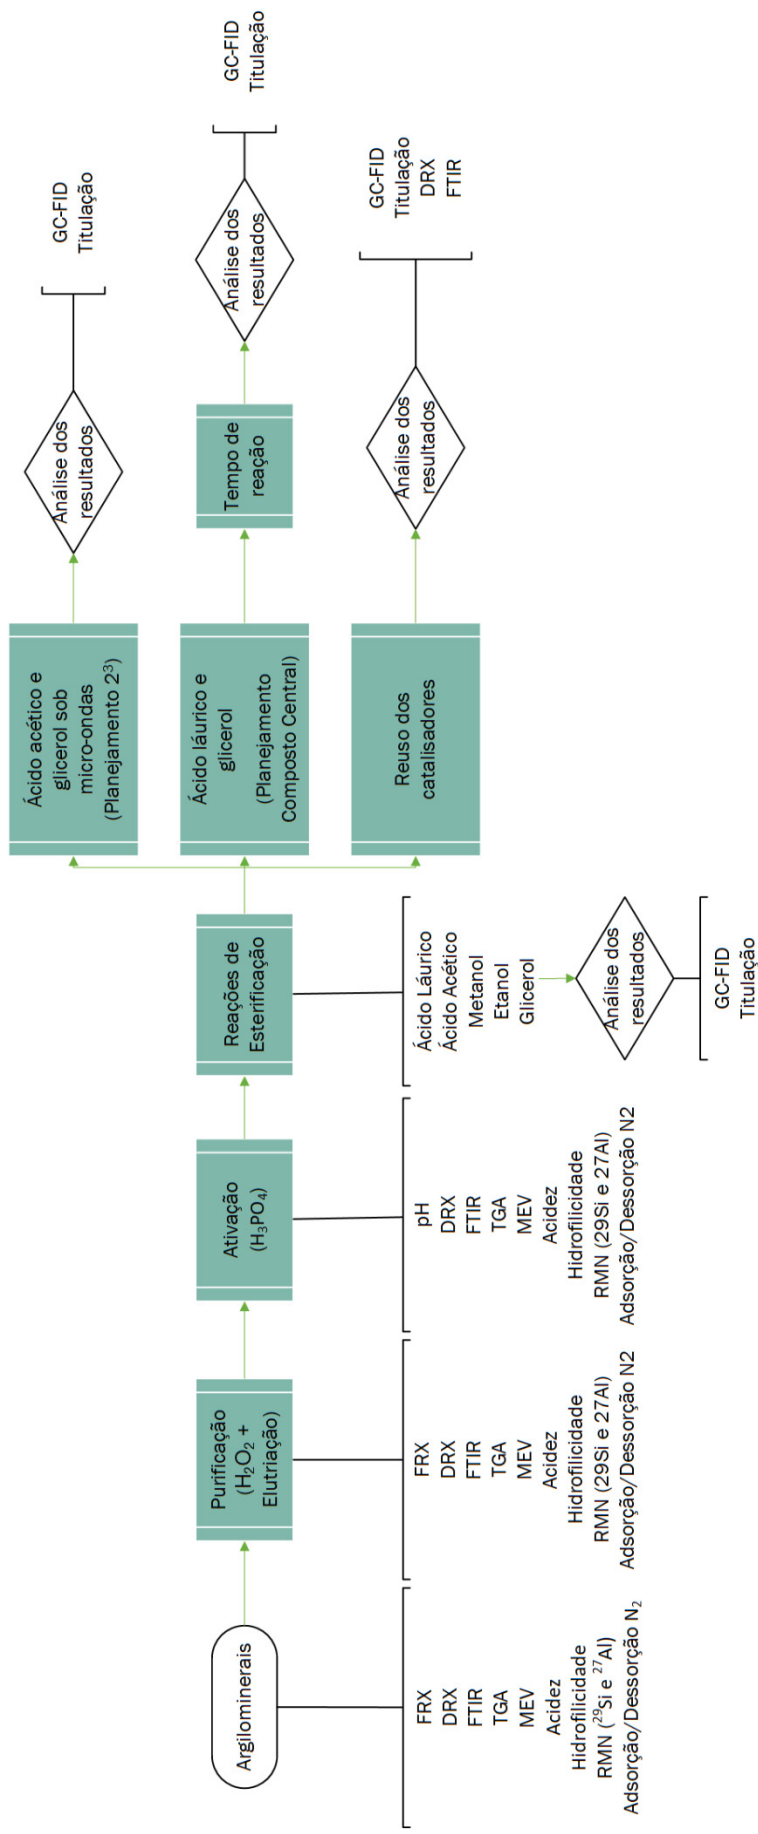 Argilominerais
FRX
DRX
FTIR
TGA
MEV
Acidez
Hidrofilicidade
RMN (²⁹Si e ²⁷Al)
Adsorção/Dessorção N₂
Purificação
(H₂O₂ +
Elutriação)
FRX
DRX
FTIR
TGA
MEV
Acidez
Hidrofilicidade
RMN (29Si e 27Al)
Adsorção/Dessorção N2
Ativação
(H₃PO₄)
pH
DRX
FTIR
TGA
MEV
Acidez
Hidrofilicidade
RMN (29Si e 27Al)
Adsorção/Dessorção N2
Reações de
Esterificação
Ácido Láurico
Ácido Acético
Metanol
Etanol
Glicerol
Análise dos
resultados
GC-FID
Titulação
Ácido acético e
glicerol sob
micro-ondas
(Planejamento 2³)
Análise dos
resultados
GC-FID
Titulação
Ácido láurico e
glicerol
(Planejamento
Composto Central)
Tempo de
reação
Análise dos
resultados
GC-FID
Titulação
Reuso dos
catalisadores
Análise dos
resultados
GC-FID
Titulação
DRX
FTIR